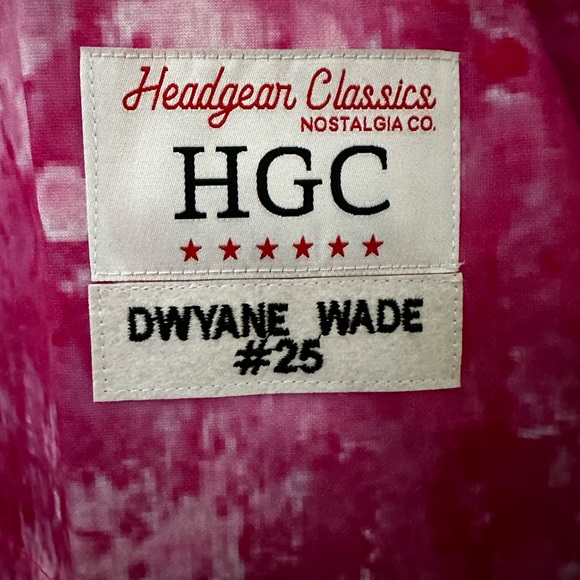 Headgear Classics
NOSTALGIA CO.
HGC
DWYANE WADE
#25